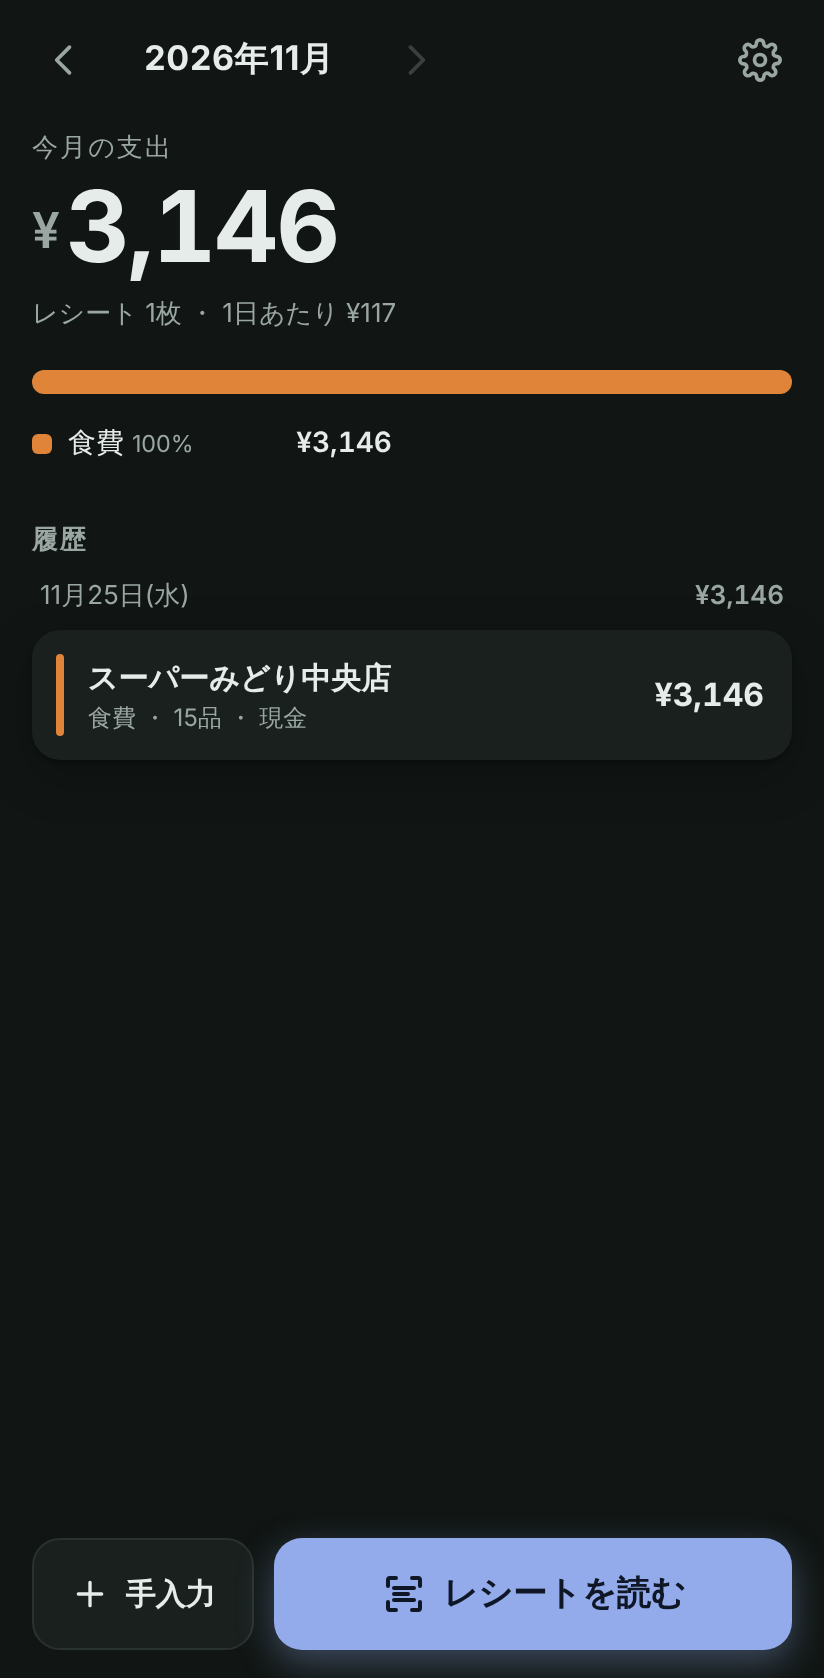 2026年11月
今月の支出
¥3,146
レシート 1枚 ・ 1日あたり ¥117
食費 100% ¥3,146
履歴
11月25日(水) ¥3,146
スーパーみどり中央店
食費 ・ 15品 ・ 現金
¥3,146
手入力
レシートを読む